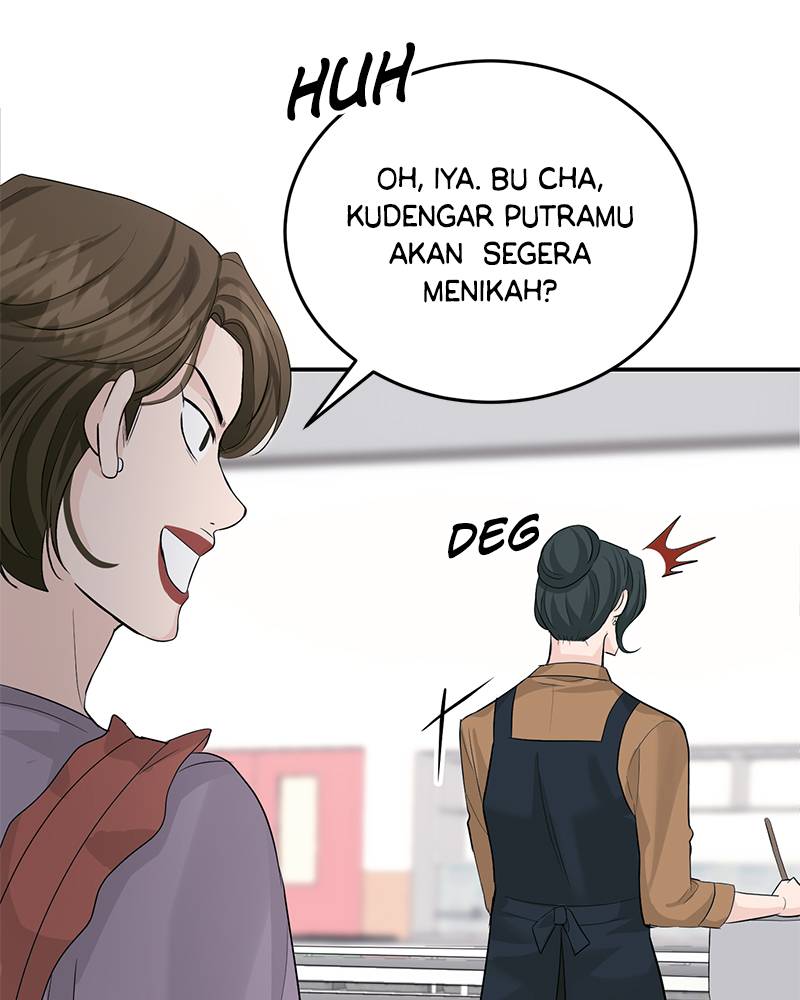 HUH
OH, IYA. BU CHA,
KUDENGAR PUTRAMU
AKAN SEGERA
MENIKAH?
DEG